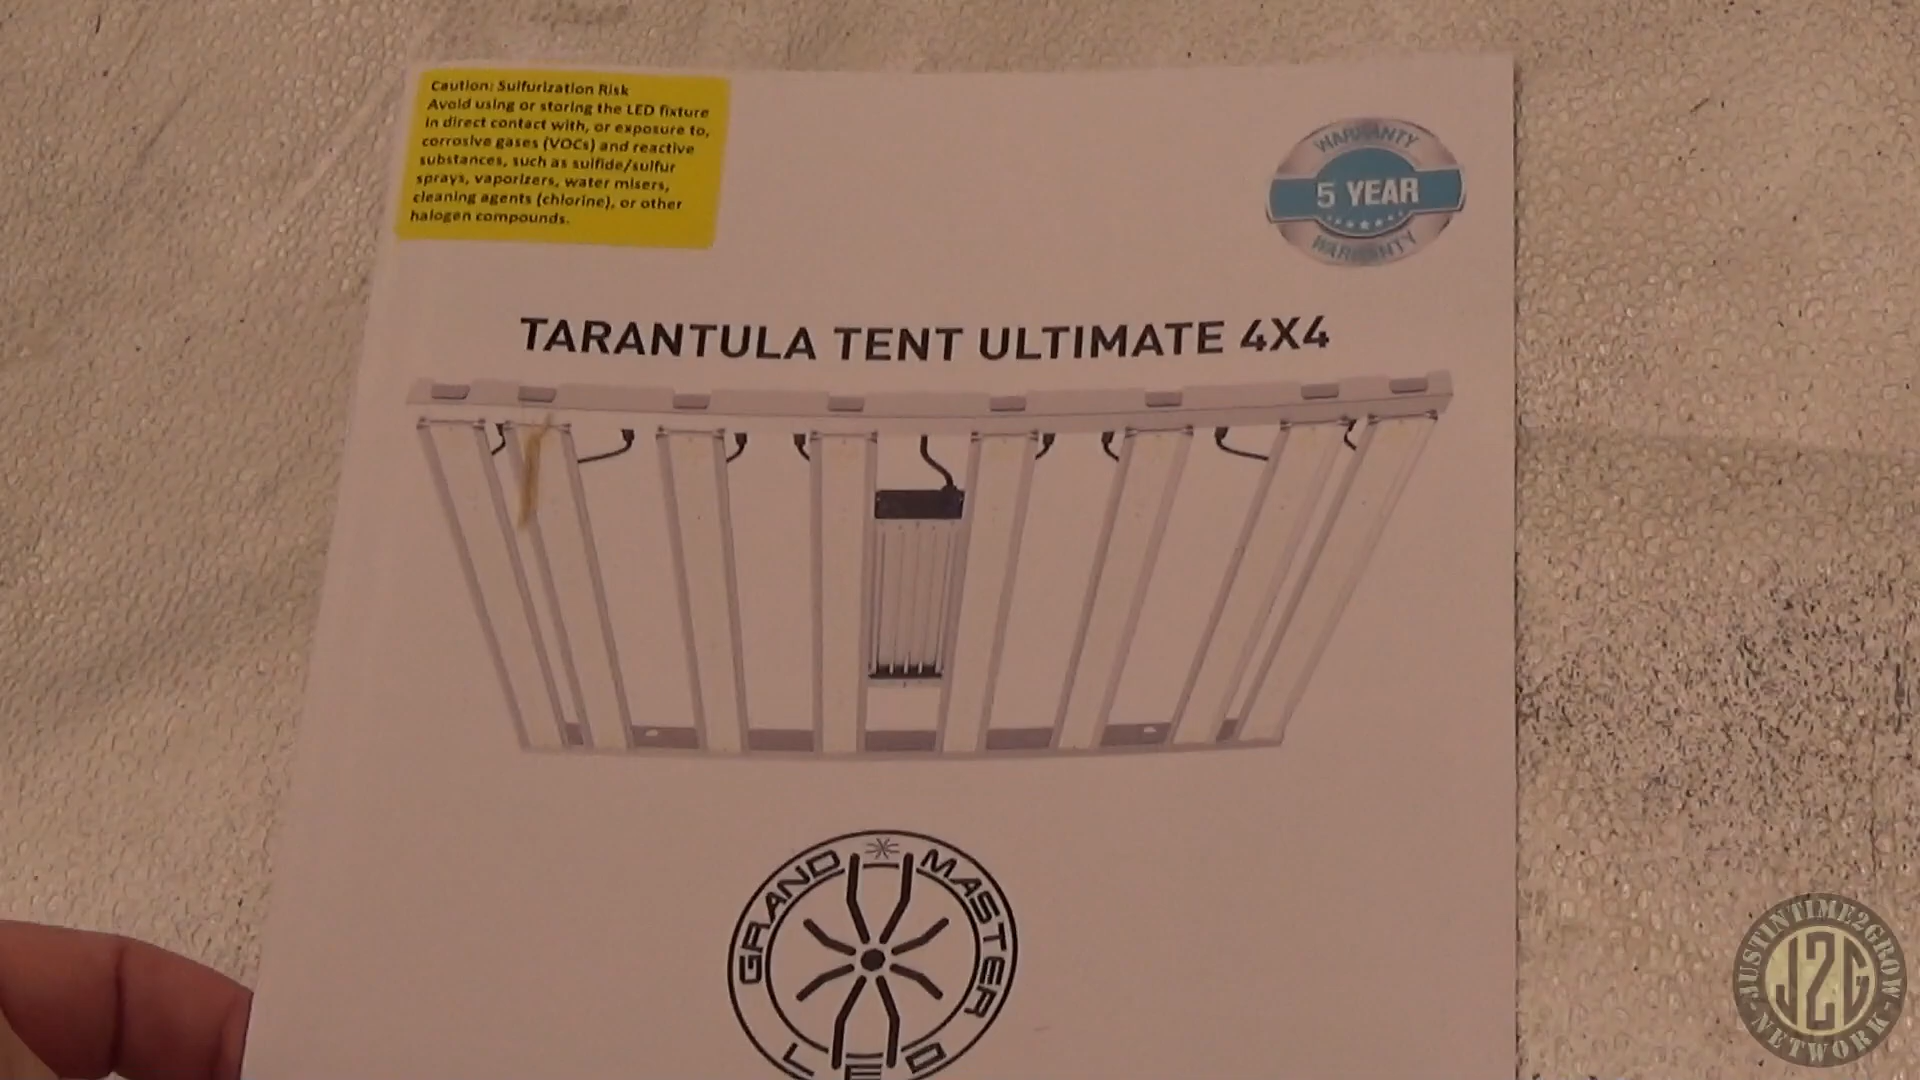 Caution: Sulfurization Risk
Avoid using or storing the LED fixture
in direct contact with, or exposure to,
corrosive gases (VOCs) and reactive
substances, such as sulfide/sulfur
sprays, vaporizers, water misers,
cleaning agents (chlorine), or other
halogen compounds.
WARRANTY
5 YEAR
WARRANTY
TARANTULA TENT ULTIMATE 4X4
GRAND MASTER
LED
JUSTINTIME2GROW
J2G
NETWORK